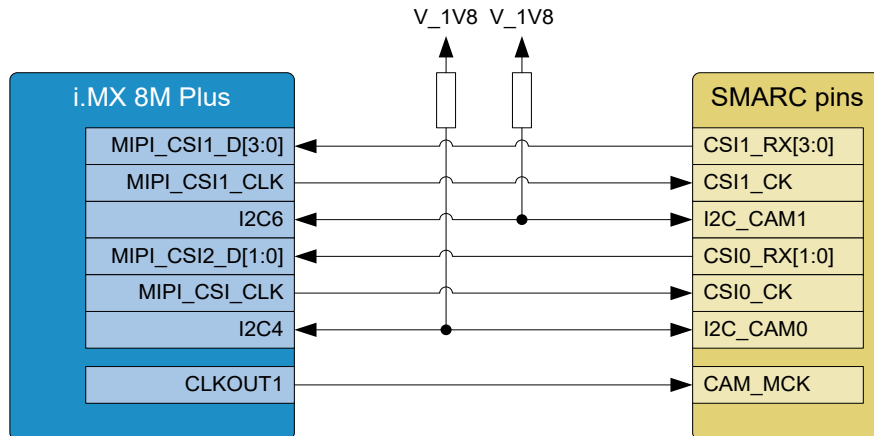 V_1V8 V_1V8
i.MX 8M Plus
SMARC pins
MIPI_CSI1_D[3:0]
CSI1_RX[3:0]
MIPI_CSI1_CLK
CSI1_CK
I2C6
I2C_CAM1
MIPI_CSI2_D[1:0]
CSI0_RX[1:0]
MIPI_CSI_CLK
CSI0_CK
I2C4
I2C_CAM0
CLKOUT1
CAM_MCK